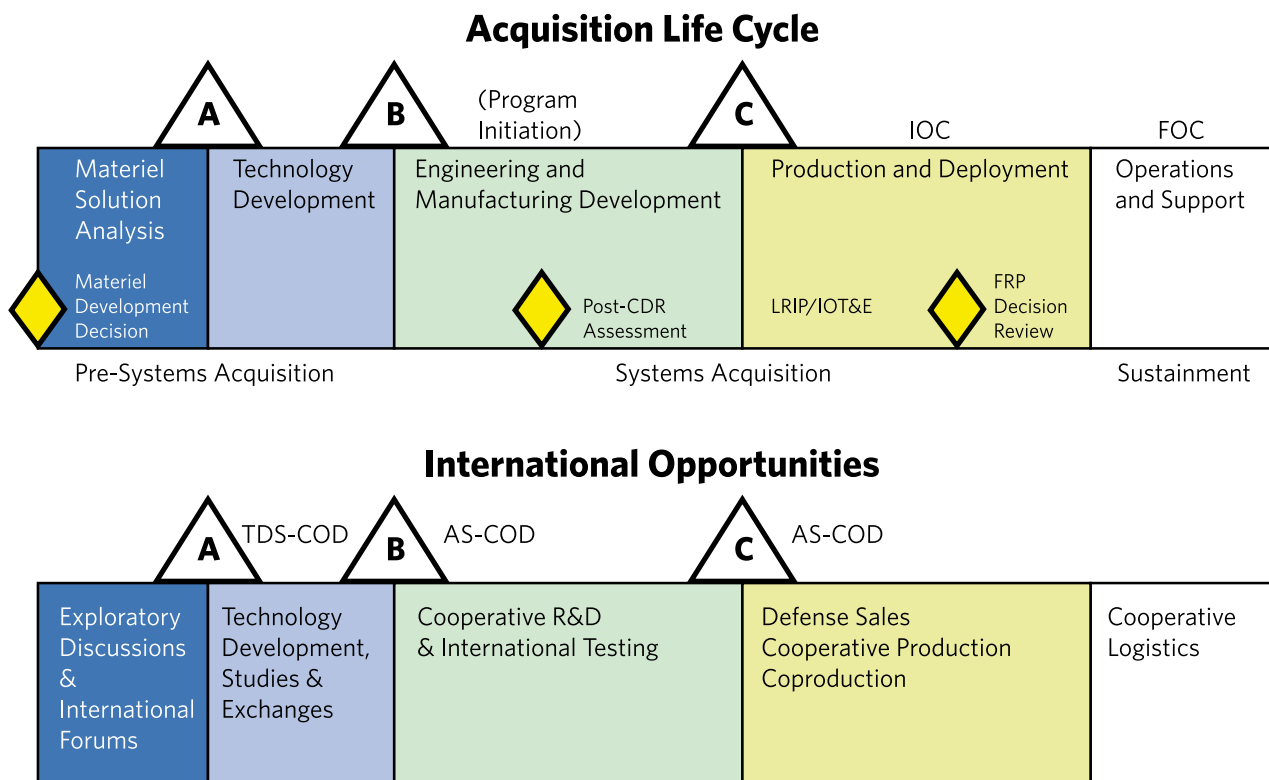 Acquisition Life Cycle
A
B
(Program
Initiation)
C
IOC
FOC
Materiel
Solution
Analysis
Technology
Development
Engineering and
Manufacturing Development
Production and Deployment
Operations
and Support
Materiel
Development
Decision
Post-CDR
Assessment
LRIP/IOT&E
FRP
Decision
Review
Pre-Systems Acquisition
Systems Acquisition
Sustainment
International Opportunities
A
TDS-COD
B
AS-COD
C
AS-COD
Exploratory
Discussions
&
International
Forums
Technology
Development,
Studies &
Exchanges
Cooperative R&D
& International Testing
Defense Sales
Cooperative Production
Coproduction
Cooperative
Logistics